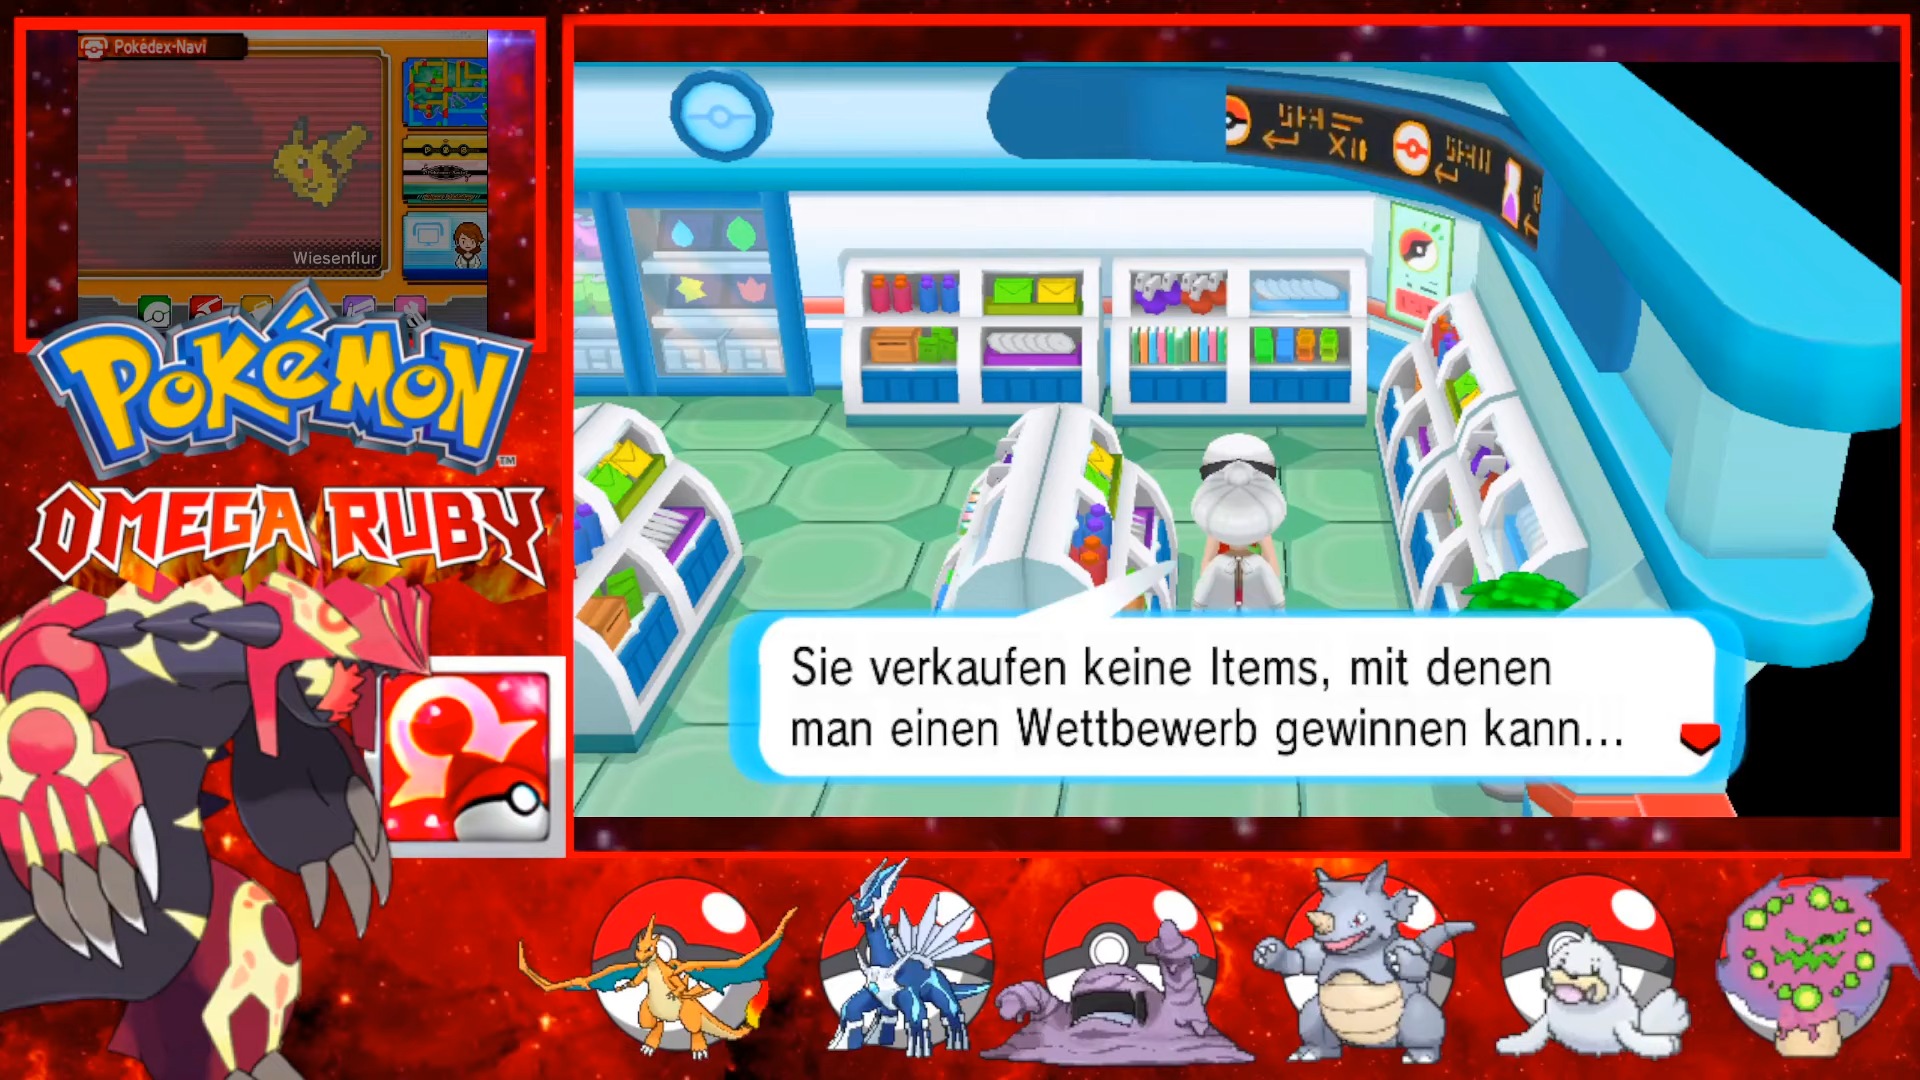 Pokédex-Navi
Wiesenflur
POKéMON
TM
OMEGA RUBY
Sie verkaufen keine Items, mit denen
man einen Wettbewerb gewinnen kann...